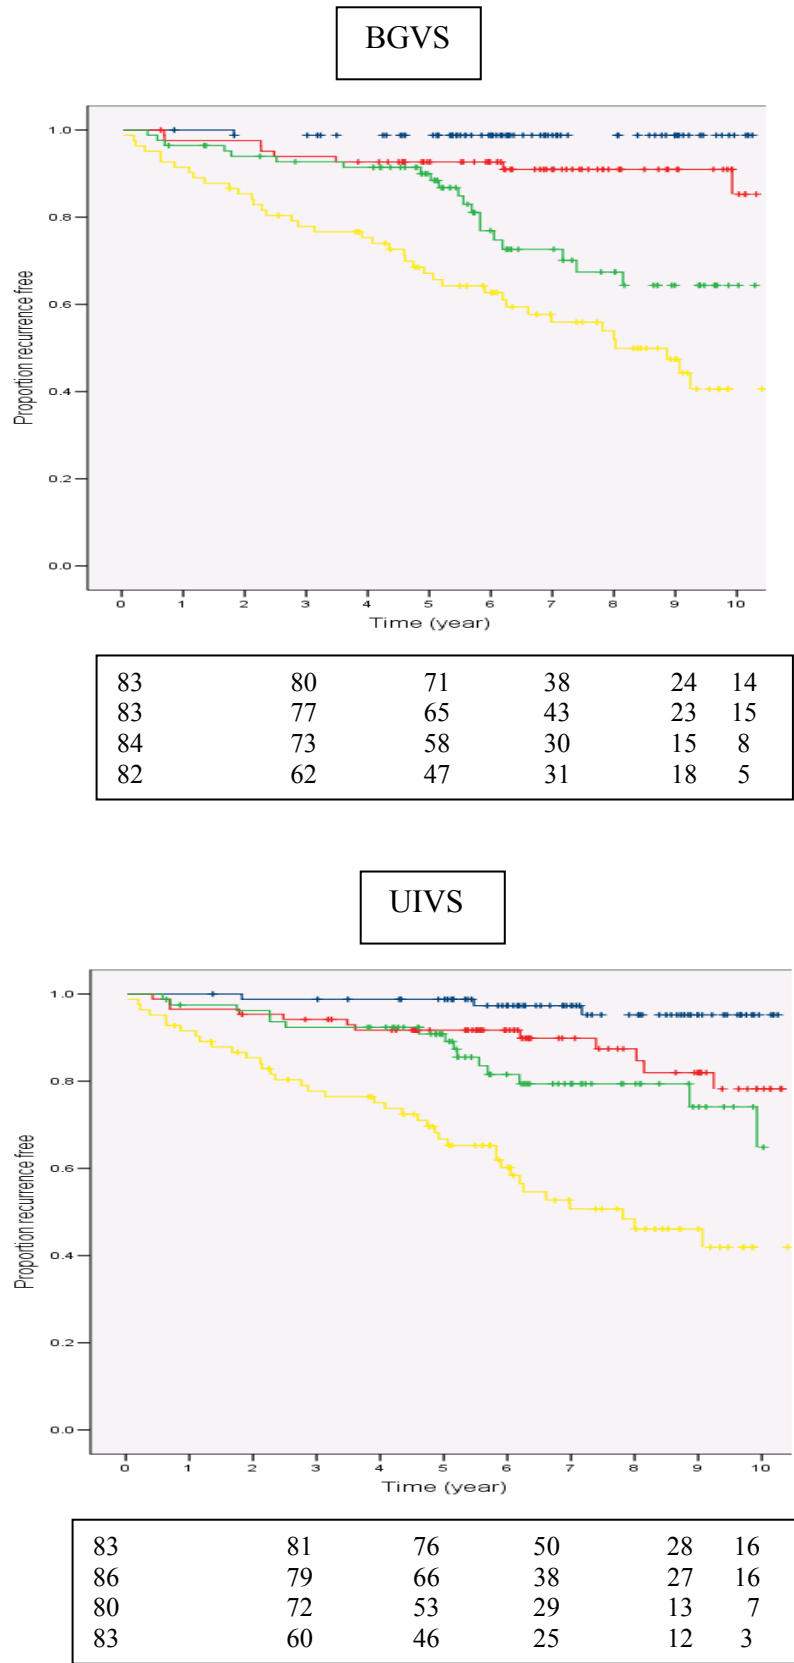 BGVS
Proportion recurrence free
1.0
0.8
0.6
0.4
0.2
0.0
0 1 2 3 4 5 6 7 8 9 10
Time (year)
83 80 71 38 24 14
83 77 65 43 23 15
84 73 58 30 15 8
82 62 47 31 18 5
UIVS
Proportion recurrence free
1.0
0.8
0.6
0.4
0.2
0.0
0 1 2 3 4 5 6 7 8 9 10
Time (year)
83 81 76 50 28 16
86 79 66 38 27 16
80 72 53 29 13 7
83 60 46 25 12 3